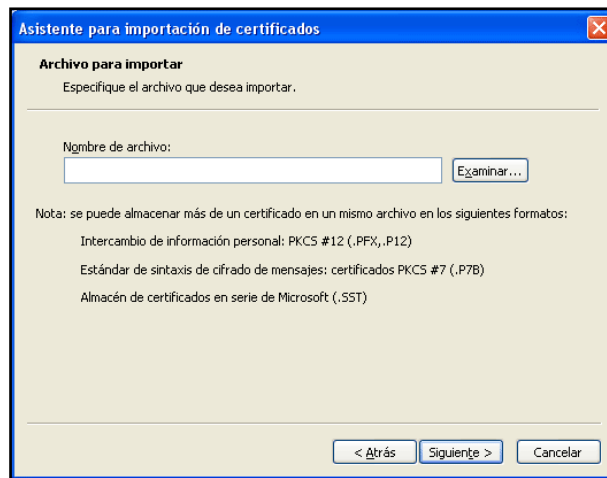 Asistente para importación de certificados
Archivo para importar
Especifique el archivo que desea importar.
Nombre de archivo:
Examinar...
Nota: se puede almacenar más de un certificado en un mismo archivo en los siguientes formatos:
Intercambio de información personal: PKCS #12 (.PFX,.P12)
Estándar de sintaxis de cifrado de mensajes: certificados PKCS #7 (.P7B)
Almacén de certificados en serie de Microsoft (.SST)
< Atrás Siguiente > Cancelar